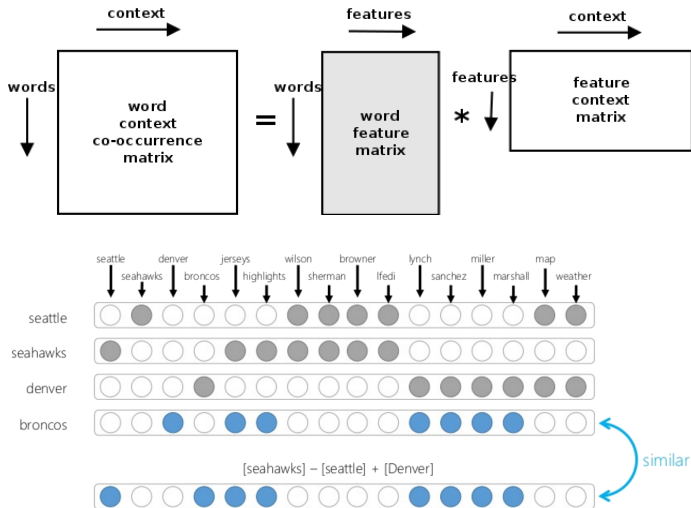 context
features
context
words
word
context
co-occurrence
matrix
=
words
word
feature
matrix
*
features
feature
context
matrix
seattle
denver
jerseys
wilson
browner
lynch
miller
map
seahawks
broncos
highlights
sherman
lfedi
sanchez
marshall
weather
seattle
seahawks
denver
broncos
similar
[seahawks] – [seattle] + [Denver]